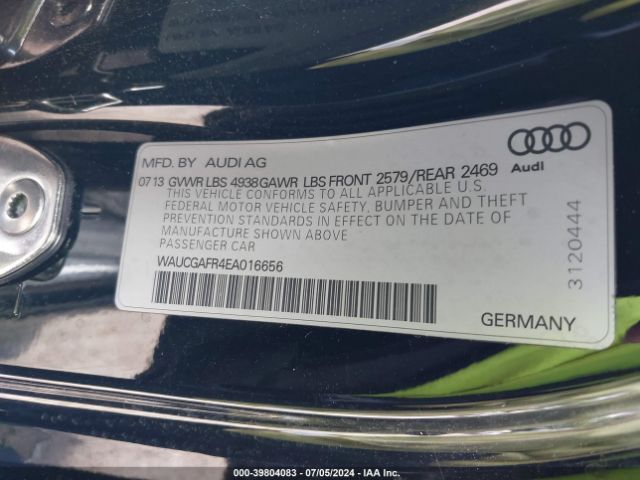 MFD. BY AUDI AG
0713 GVWR LBS 4938 GAWR LBS FRONT 2579/REAR 2469
THIS VEHICLE CONFORMS TO ALL APPLICABLE U.S.
FEDERAL MOTOR VEHICLE SAFETY, BUMPER AND THEFT
PREVENTION STANDARDS IN EFFECT ON THE DATE OF
MANUFACTURE SHOWN ABOVE
PASSENGER CAR
WAUCGAFR4EA016656
Audi
3120444
GERMANY
000-39804083 - 07/05/2024 - IAA Inc.